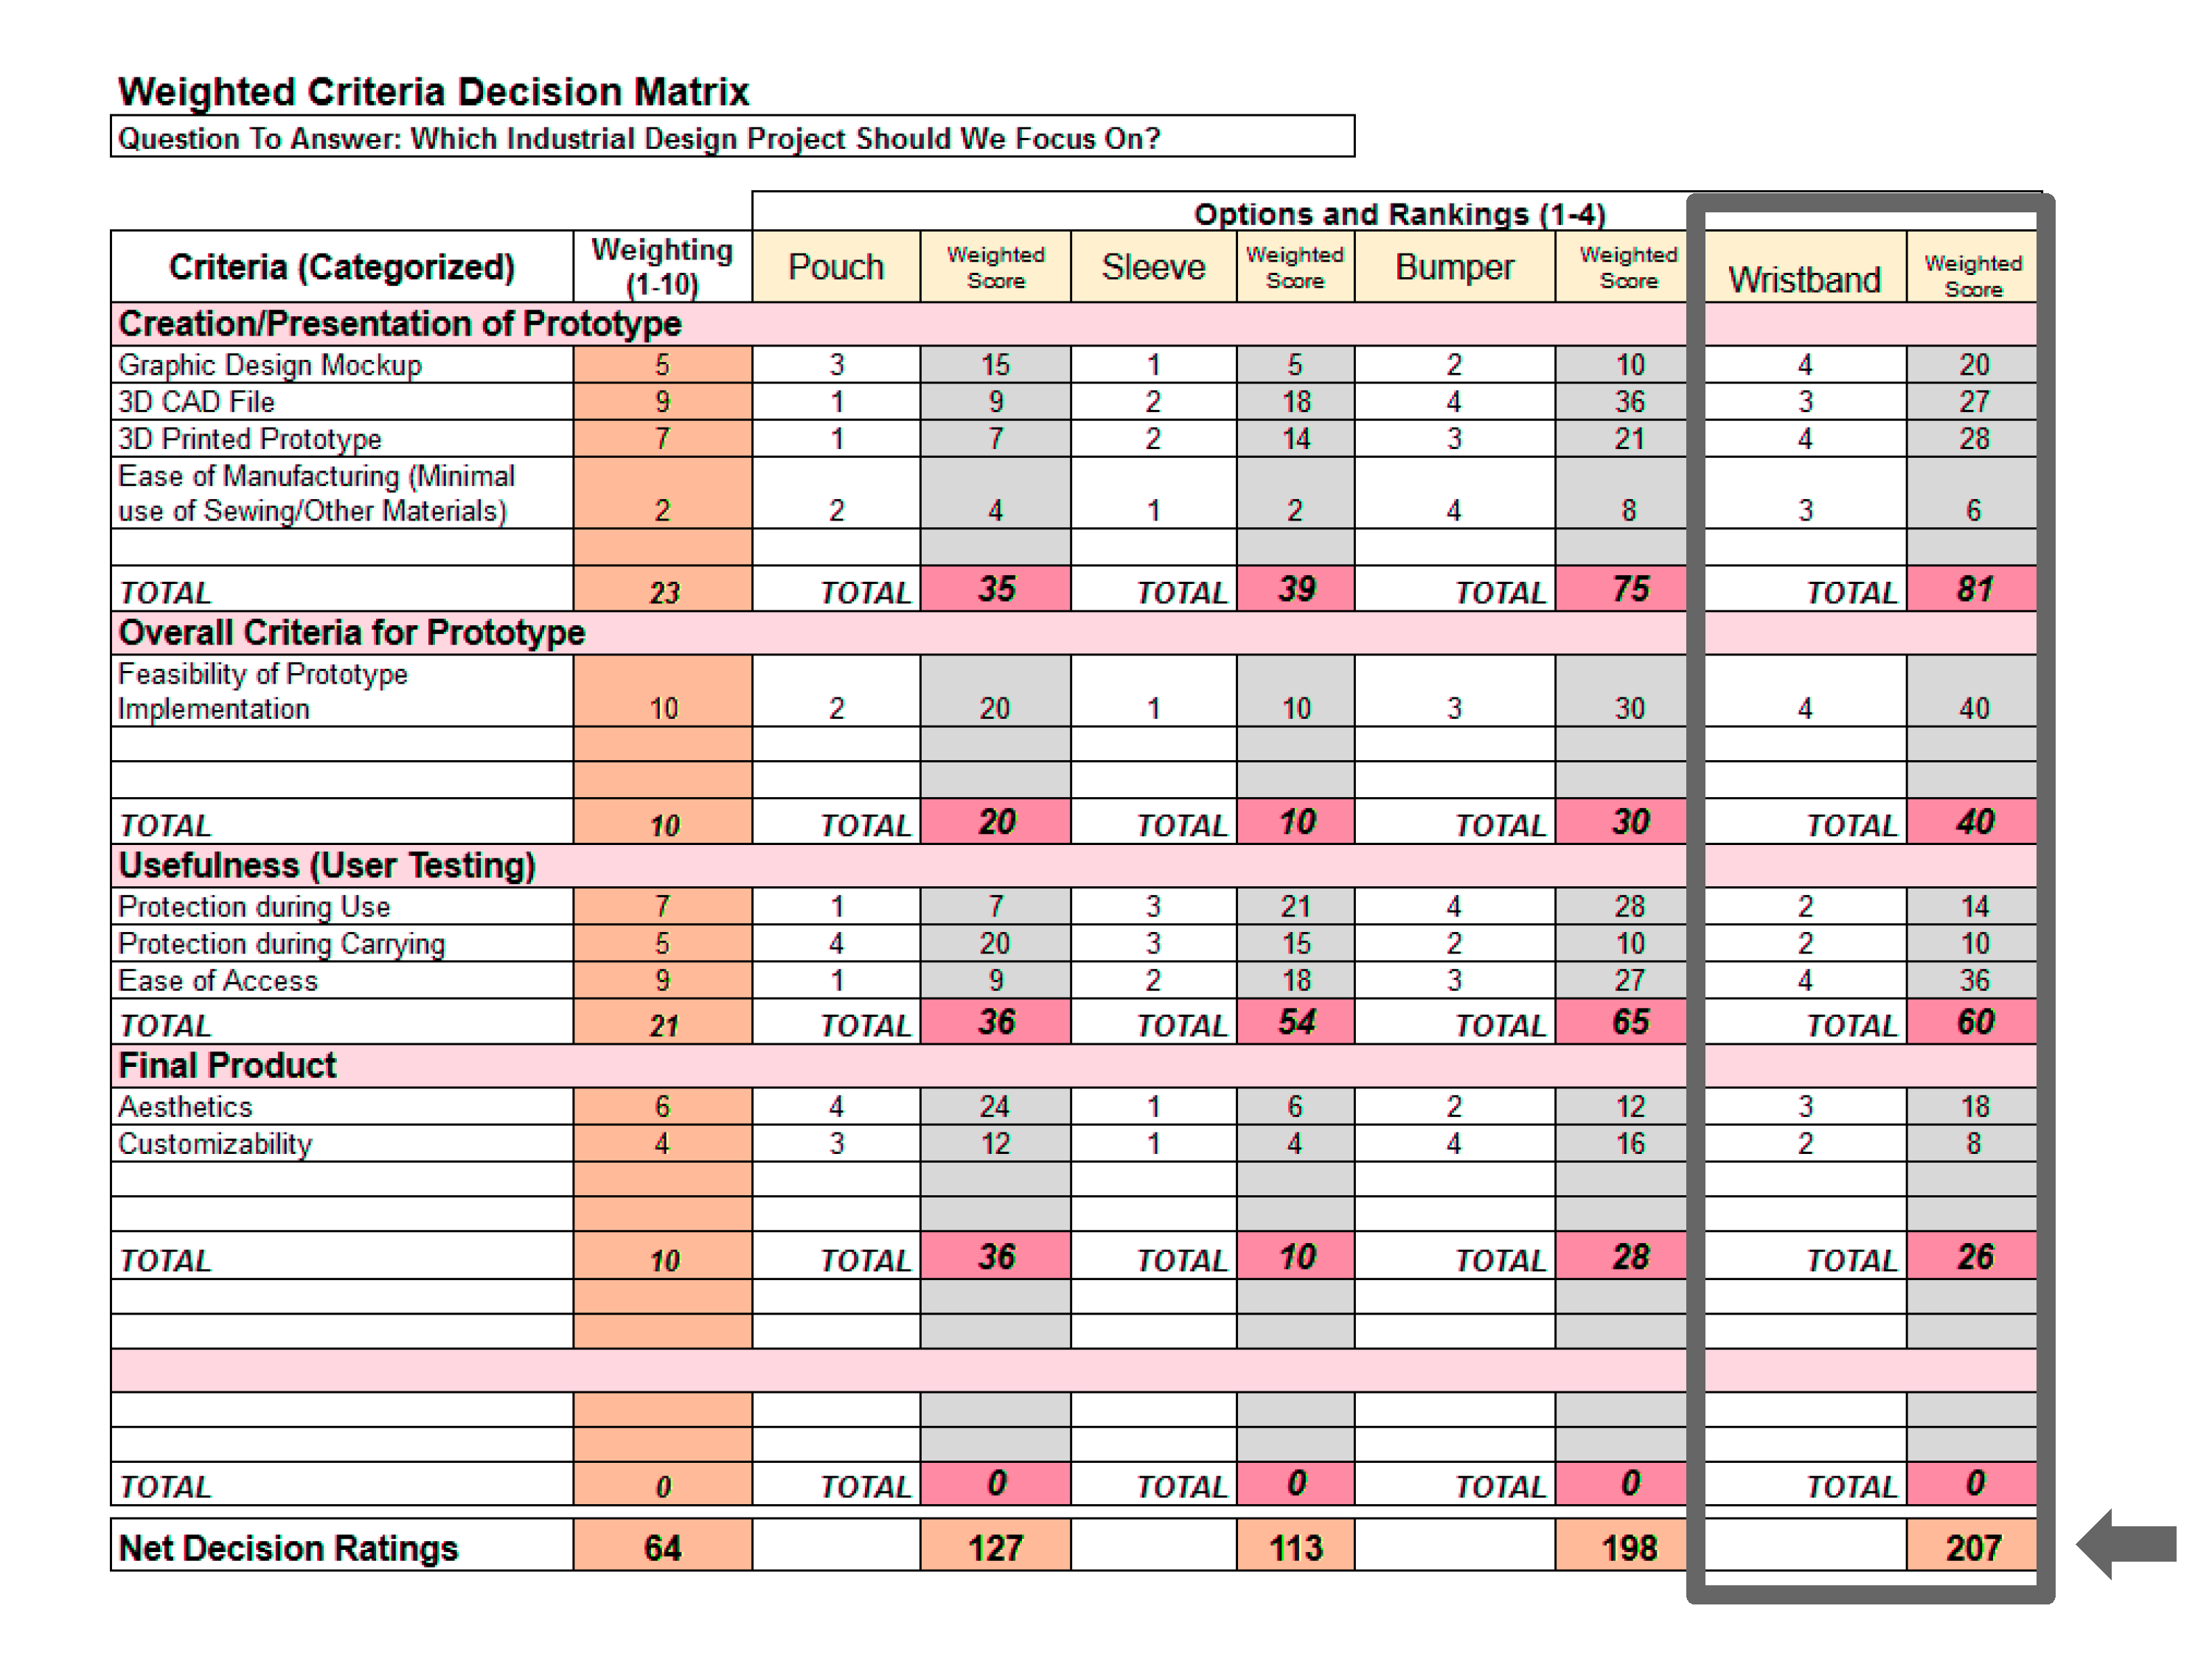 Weighted Criteria Decision Matrix
Question To Answer: Which Industrial Design Project Should We Focus On?
Options and Rankings (1-4)
Criteria (Categorized) Weighting (1-10) Pouch Weighted Score Sleeve Weighted Score Bumper Weighted Score Wristband Weighted Score
Creation/Presentation of Prototype
Graphic Design Mockup 5 3 15 1 5 2 10 4 20
3D CAD File 9 1 9 2 18 4 36 3 27
3D Printed Prototype 7 1 7 2 14 3 21 4 28
Ease of Manufacturing (Minimal
use of Sewing/Other Materials) 2 2 4 1 2 4 8 3 6
TOTAL 23 TOTAL 35 TOTAL 39 TOTAL 75 TOTAL 81
Overall Criteria for Prototype
Feasibility of Prototype
Implementation 10 2 20 1 10 3 30 4 40
TOTAL 10 TOTAL 20 TOTAL 10 TOTAL 30 TOTAL 40
Usefulness (User Testing)
Protection during Use 7 1 7 3 21 4 28 2 14
Protection during Carrying 5 4 20 3 15 2 10 2 10
Ease of Access 9 1 9 2 18 3 27 4 36
TOTAL 21 TOTAL 36 TOTAL 54 TOTAL 65 TOTAL 60
Final Product
Aesthetics 6 4 24 1 6 2 12 3 18
Customizability 4 3 12 1 4 4 16 2 8
TOTAL 10 TOTAL 36 TOTAL 10 TOTAL 28 TOTAL 26
TOTAL 0 TOTAL 0 TOTAL 0 TOTAL 0 TOTAL 0
Net Decision Ratings 64 127 113 198 207